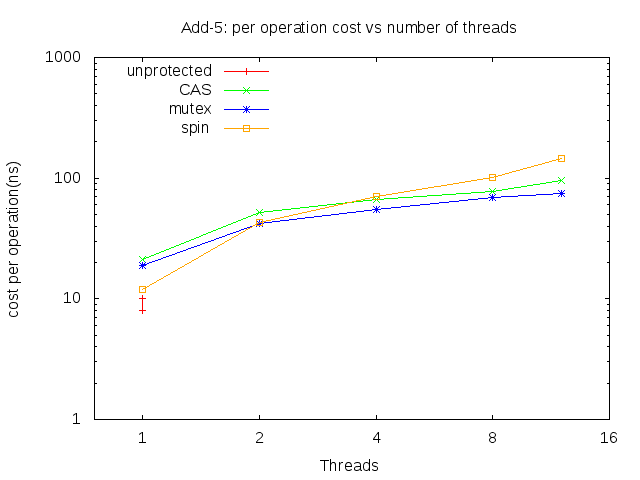 Add-5: per operation cost vs number of threads
1000
100
10
1
cost per operation(ns)
unprotected
CAS
mutex
spin
1 2 4 8 16
Threads